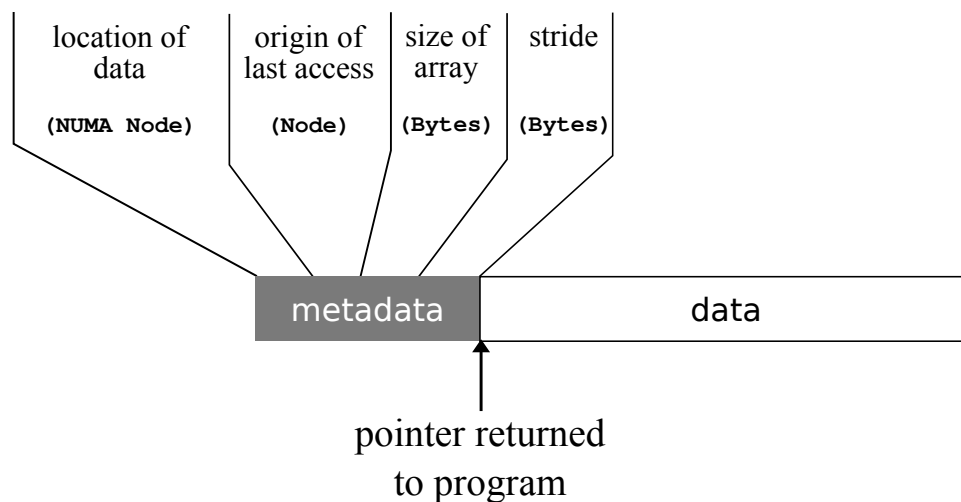 location of
data
(NUMA Node)
origin of
last access
(Node)
size of
array
(Bytes)
stride
(Bytes)
metadata
data
pointer returned
to program